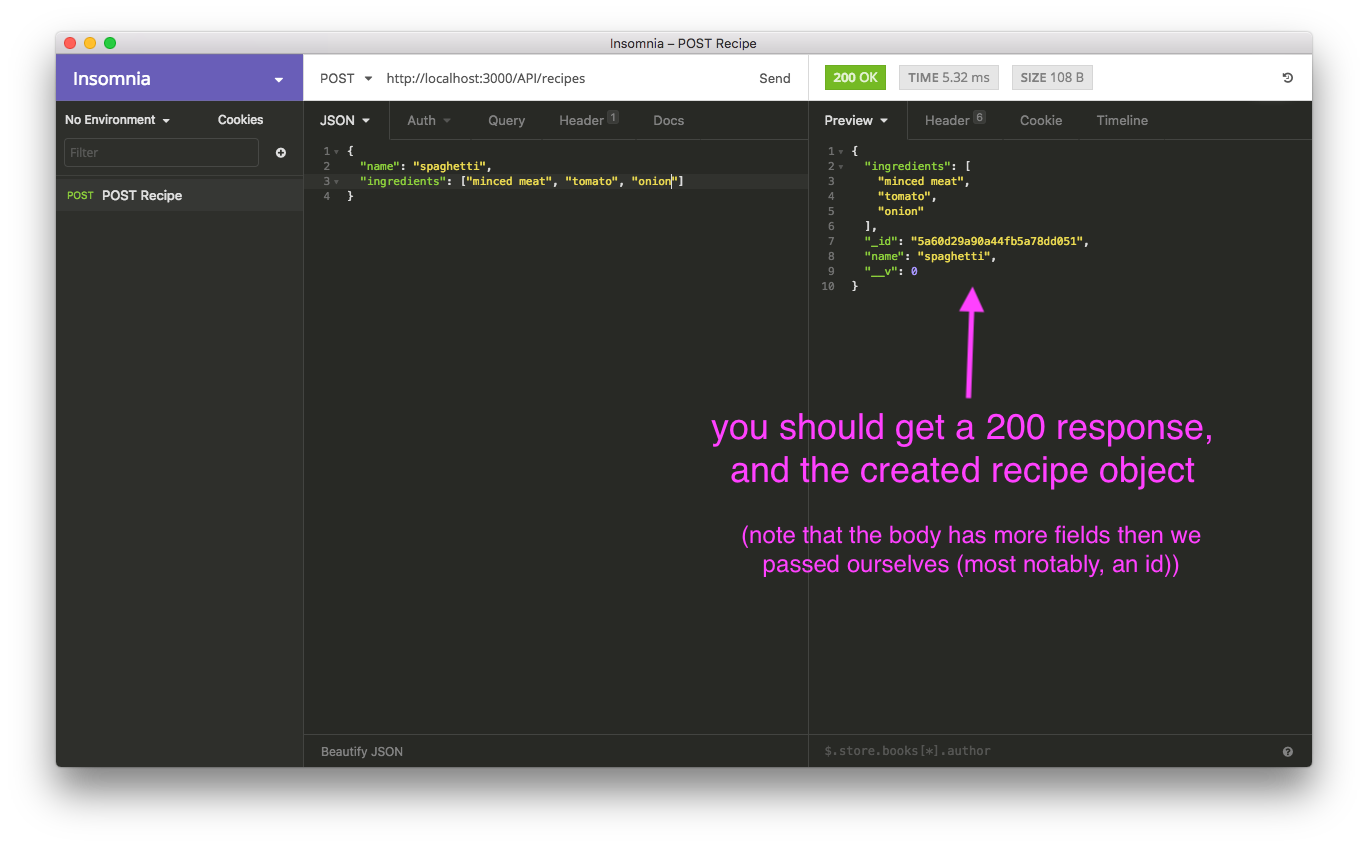 Insomnia – POST Recipe
Insomnia
POST http://localhost:3000/API/recipes Send
200 OK TIME 5.32 ms SIZE 108 B
No Environment Cookies
JSON Auth Query Header 1 Docs
Preview Header 6 Cookie Timeline
Filter
POST POST Recipe
1 {
2 "name": "spaghetti",
3 "ingredients": ["minced meat", "tomato", "onion"]
4 }
1 {
2 "ingredients": [
3 "minced meat",
4 "tomato",
5 "onion"
6 ],
7 "_id": "5a60d29a90a44fb5a78dd051",
8 "name": "spaghetti",
9 "__v": 0
10 }
you should get a 200 response,
and the created recipe object
(note that the body has more fields then we
passed ourselves (most notably, an id))
Beautify JSON
$.store.books[*].author